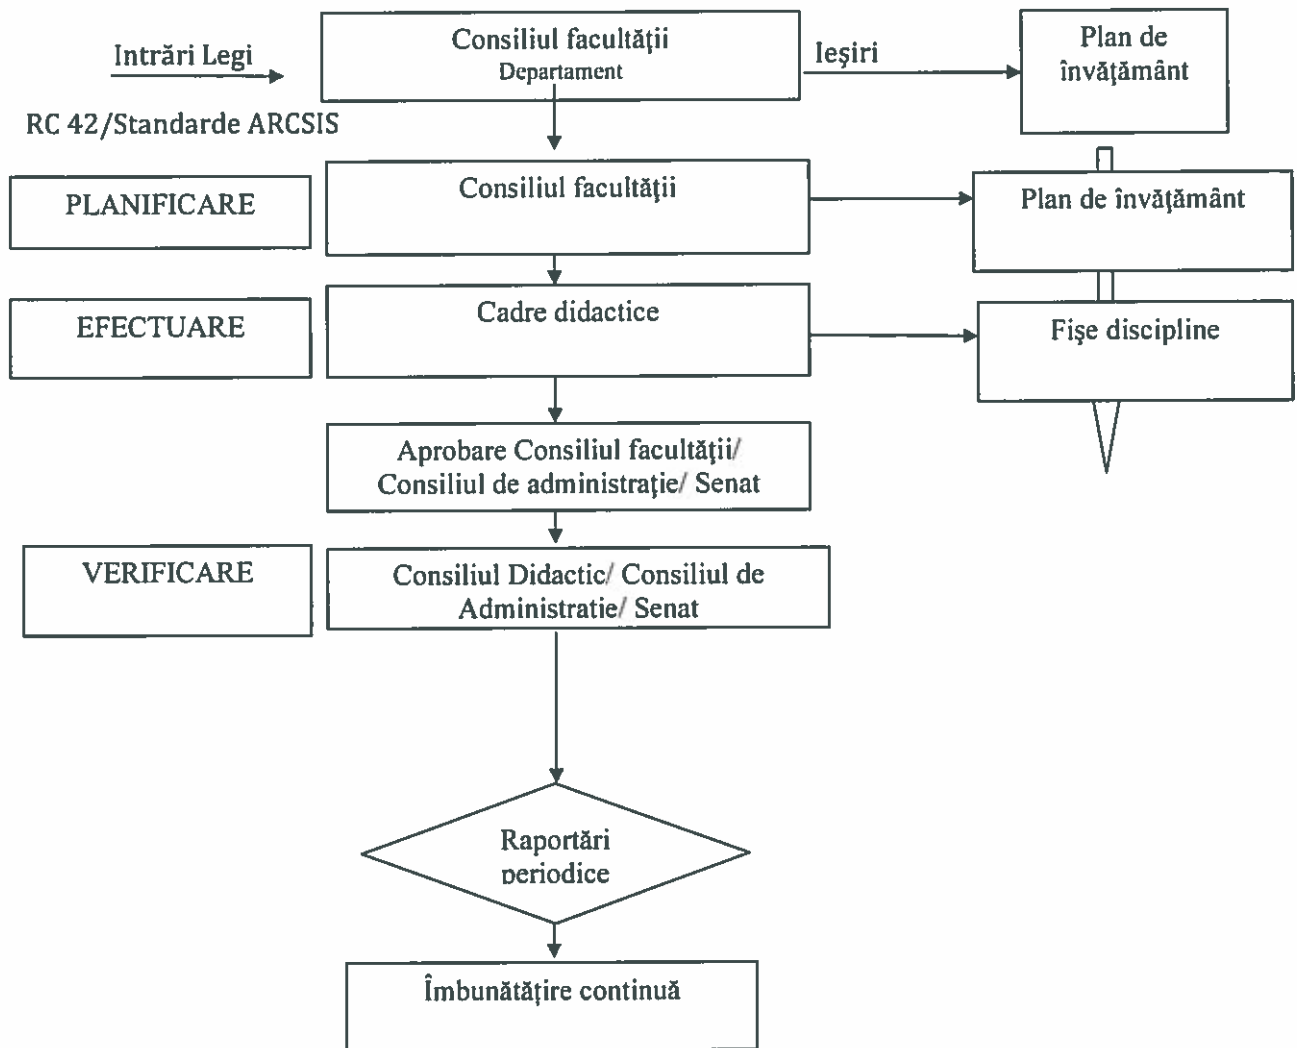 Intrări Legi
Consiliul facultăţii
Departament
Ieşiri
Plan de
învăţământ
RC 42/Standarde ARCSIS
PLANIFICARE
Consiliul facultăţii
Plan de învăţământ
EFECTUARE
Cadre didactice
Fişe discipline
Aprobare Consiliul facultăţii/
Consiliul de administraţie/ Senat
VERIFICARE
Consiliul Didactic/ Consiliul de
Administratie/ Senat
Raportări
periodice
Îmbunătăţire continuă